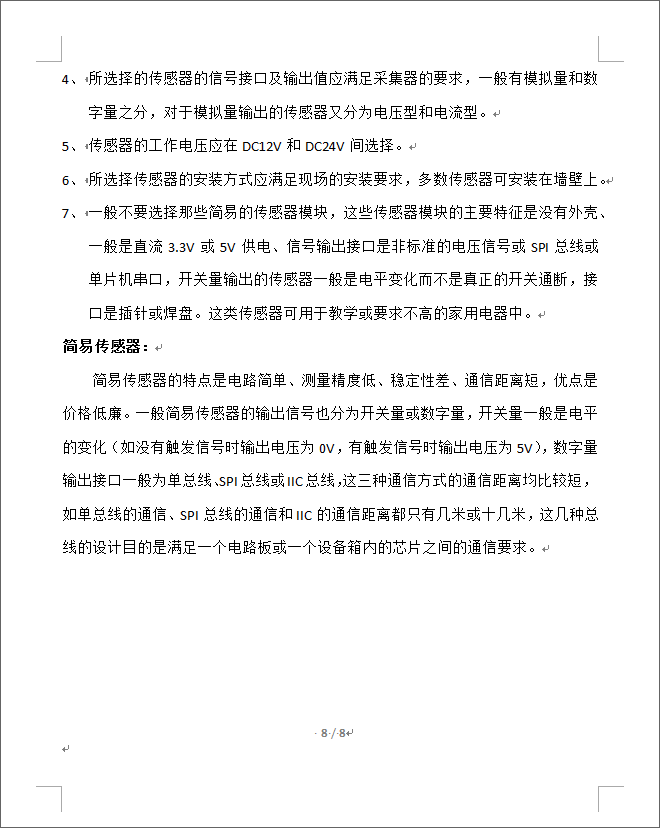 4、所选择的传感器的信号接口及输出值应满足采集器的要求，一般有模拟量和数
字量之分，对于模拟量输出的传感器又分为电压型和电流型。
5、传感器的工作电压应在 DC12V 和 DC24V 间选择。
6、所选择传感器的安装方式应满足现场的安装要求，多数传感器可安装在墙壁上。
7、一般不要选择那些简易的传感器模块，这些传感器模块的主要特征是没有外壳、
一般是直流 3.3V 或 5V 供电、信号输出接口是非标准的电压信号或 SPI 总线或
单片机串口，开关量输出的传感器一般是电平变化而不是真正的开关通断，接
口是插针或焊盘。这类传感器可用于教学或要求不高的家用电器中。
简易传感器：
简易传感器的特点是电路简单、测量精度低、稳定性差、通信距离短，优点是
价格低廉。一般简易传感器的输出信号也分为开关量或数字量，开关量一般是电平
的变化（如没有触发信号时输出电压为 0V，有触发信号时输出电压为 5V），数字量
输出接口一般为单总线、SPI 总线或 IIC 总线，这三种通信方式的通信距离均比较短，
如单总线的通信、SPI 总线的通信和 IIC 的通信距离都只有几米或十几米，这几种总
线的设计目的是满足一个电路板或一个设备箱内的芯片之间的通信要求。
8 / 8